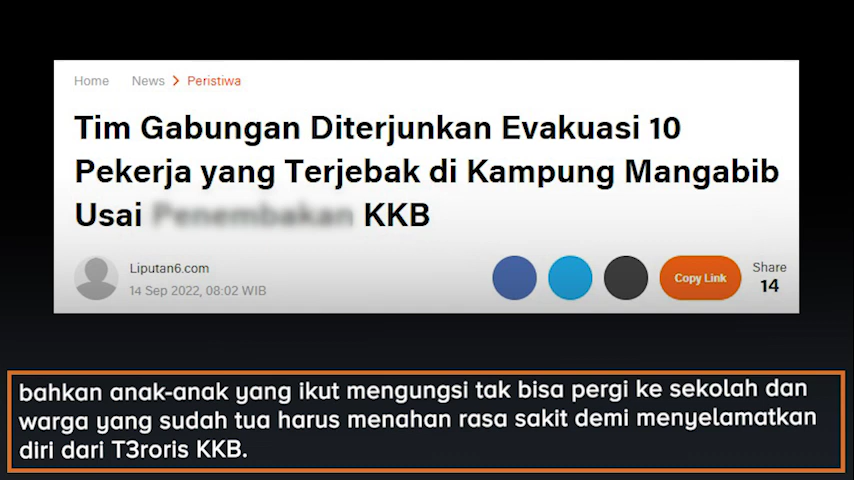 Home News > Peristiwa
Tim Gabungan Diterjunkan Evakuasi 10
Pekerja yang Terjebak di Kampung Mangabib
Usai Penembakan KKB
Liputan6.com
14 Sep 2022, 08:02 WIB
Copy Link
Share
14
bahkan anak-anak yang ikut mengungsi tak bisa pergi ke sekolah dan
warga yang sudah tua harus menahan rasa sakit demi menyelamatkan
diri dari T3roris KKB.